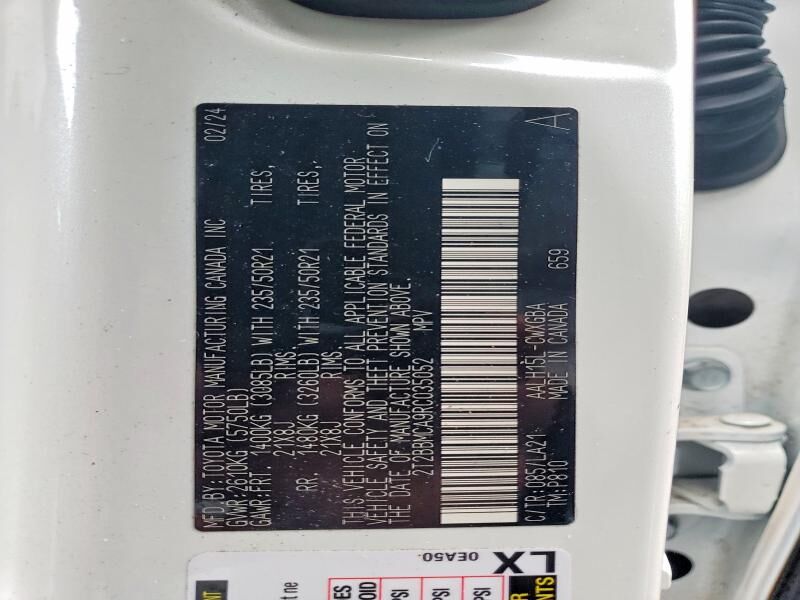 MFD.BY:TOYOTA MOTOR MANUFACTURING CANADA INC 02/24
GVWR:2610KG (5750LB)
GAWR:FRT. 1400KG (3085LB) WITH 235/50R21 TIRES,
21X8J RIMS
RR. 1480KG (3260LB) WITH 235/50R21 TIRES,
21X8J RIMS
THIS VEHICLE CONFORMS TO ALL APPLICABLE FEDERAL MOTOR
VEHICLE SAFETY AND THEFT PREVENTION STANDARDS IN EFFECT ON
THE DATE OF MANUFACTURE SHOWN ABOVE.
2T2BBMCA9RC035052 MPV
C/TR:085/LA21 AALH15L-CWXGBA 659 A
TM:P810 MADE IN CANADA
LX
0EA50
PSI
PSI